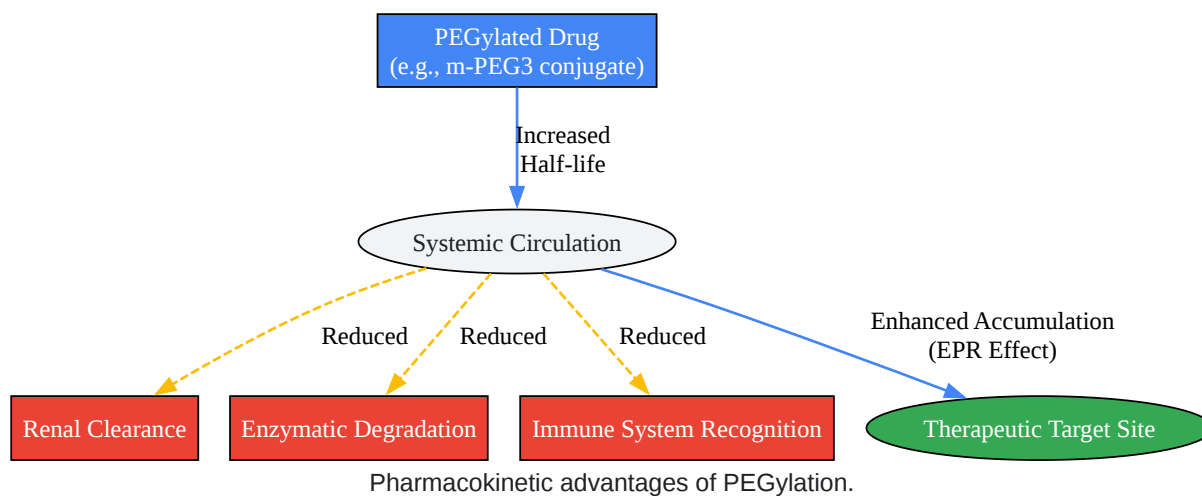 PEGylated Drug
(e.g., m-PEG3 conjugate)
Increased
Half-life
Systemic Circulation
Reduced
Reduced
Reduced
Enhanced Accumulation
(EPR Effect)
Renal Clearance
Enzymatic Degradation
Immune System Recognition
Therapeutic Target Site
Pharmacokinetic advantages of PEGylation.